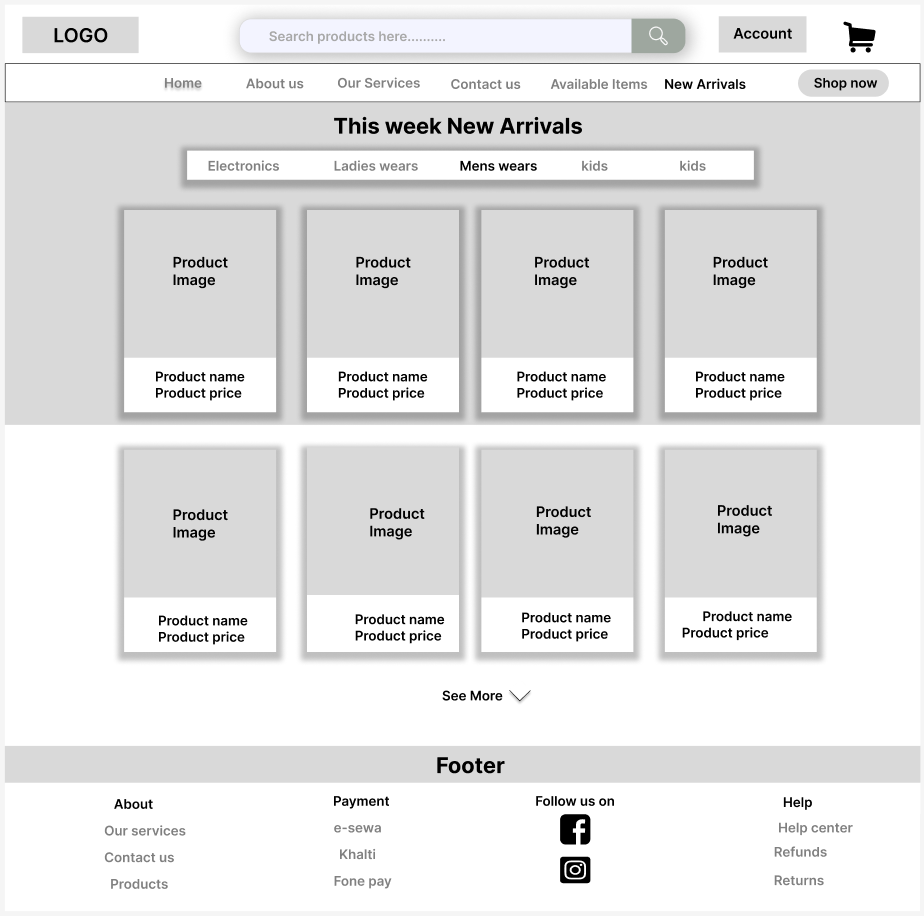 LOGO
Search products here..........
Account
Home About us Our Services Contact us Available Items New Arrivals Shop now
This week New Arrivals
Electronics Ladies wears Mens wears kids kids
Product Product Product Product
Image Image Image Image
Product name Product name Product name Product name
Product price Product price Product price Product price
Product Product Product Product
Image Image Image Image
Product name Product name Product name Product name
Product price Product price Product price Product price
See More
Footer
About
Our services
Contact us
Products
Payment
e-sewa
Khalti
Fone pay
Follow us on
Help
Help center
Refunds
Returns